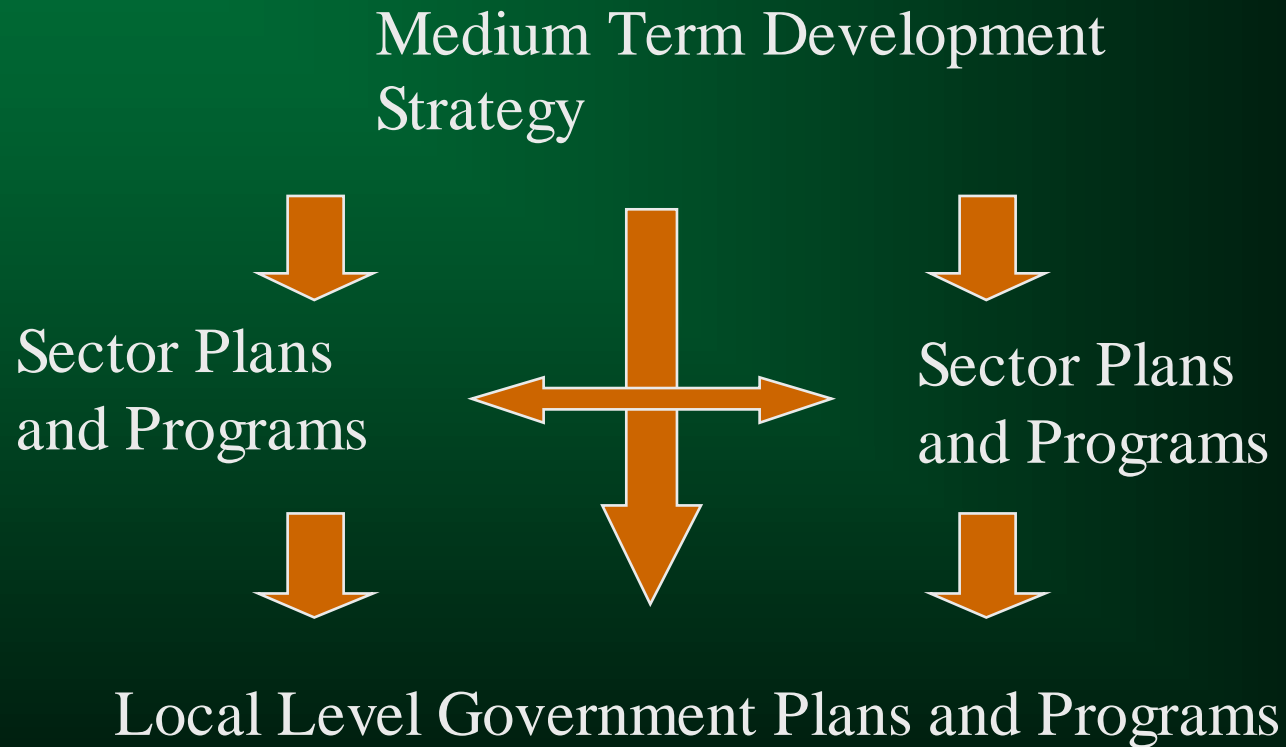 Medium Term Development
Strategy
Sector Plans
and Programs
Sector Plans
and Programs
Local Level Government Plans and Programs